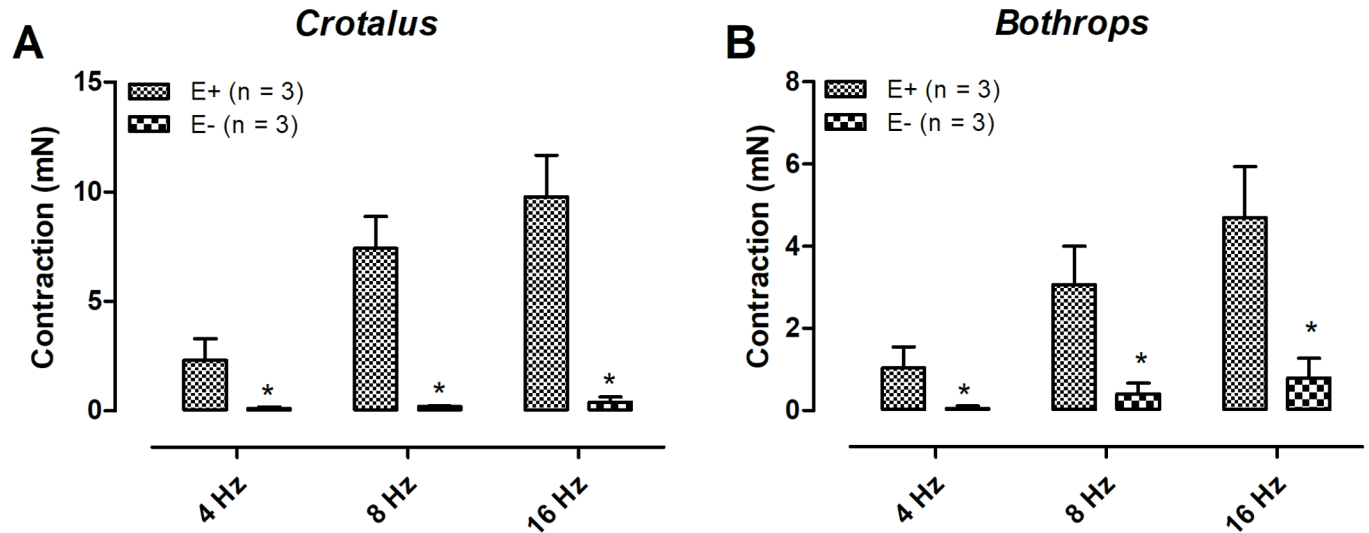 A
Crotalus
Contraction (mN)
15
10
5
0
E+ (n = 3)
E- (n = 3)
*
*
*
4 Hz
8 Hz
16 Hz
B
Bothrops
Contraction (mN)
8
6
4
2
0
E+ (n = 3)
E- (n = 3)
*
*
*
4 Hz
8 Hz
16 Hz